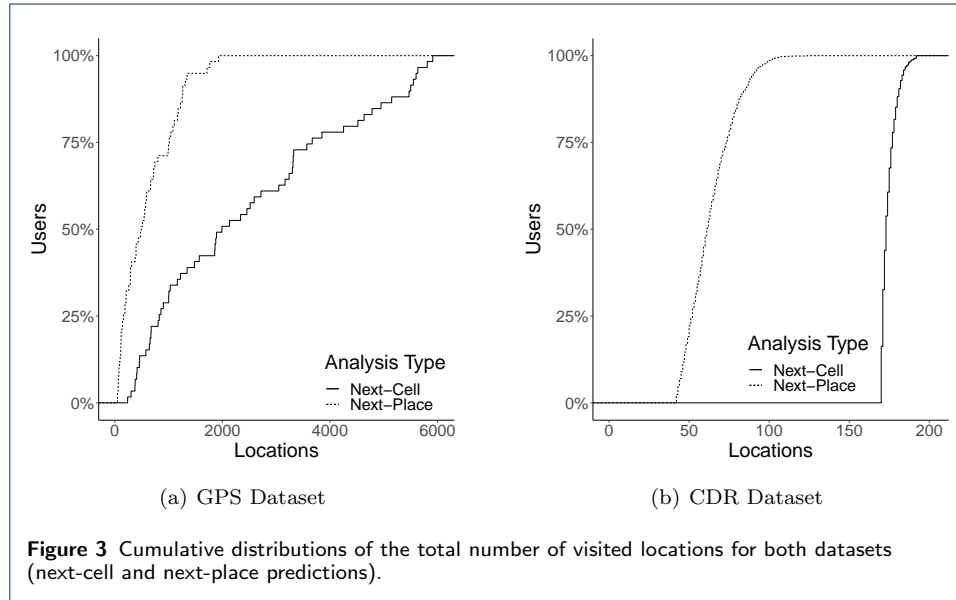 100%
75%
50%
25%
0%
Users
0
2000
4000
6000
Locations
Analysis Type
Next−Cell
Next−Place
(a) GPS Dataset
100%
75%
50%
25%
0%
Users
0
50
100
150
200
Locations
Analysis Type
Next−Cell
Next−Place
(b) CDR Dataset
Figure 3 Cumulative distributions of the total number of visited locations for both datasets
(next-cell and next-place predictions).